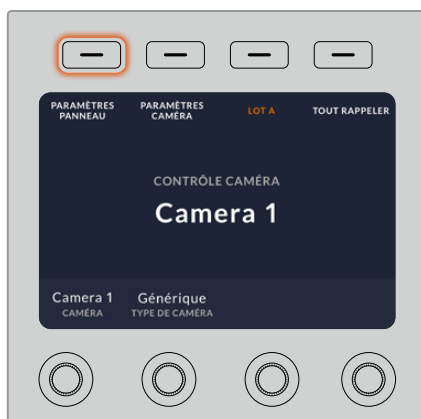 PARAMÈTRES
PANNEAU
PARAMÈTRES
CAMÉRA
LOT A
TOUT RAPPELER
CONTRÔLE CAMÉRA
Camera 1
Camera 1
CAMÉRA
Générique
TYPE DE CAMÉRA